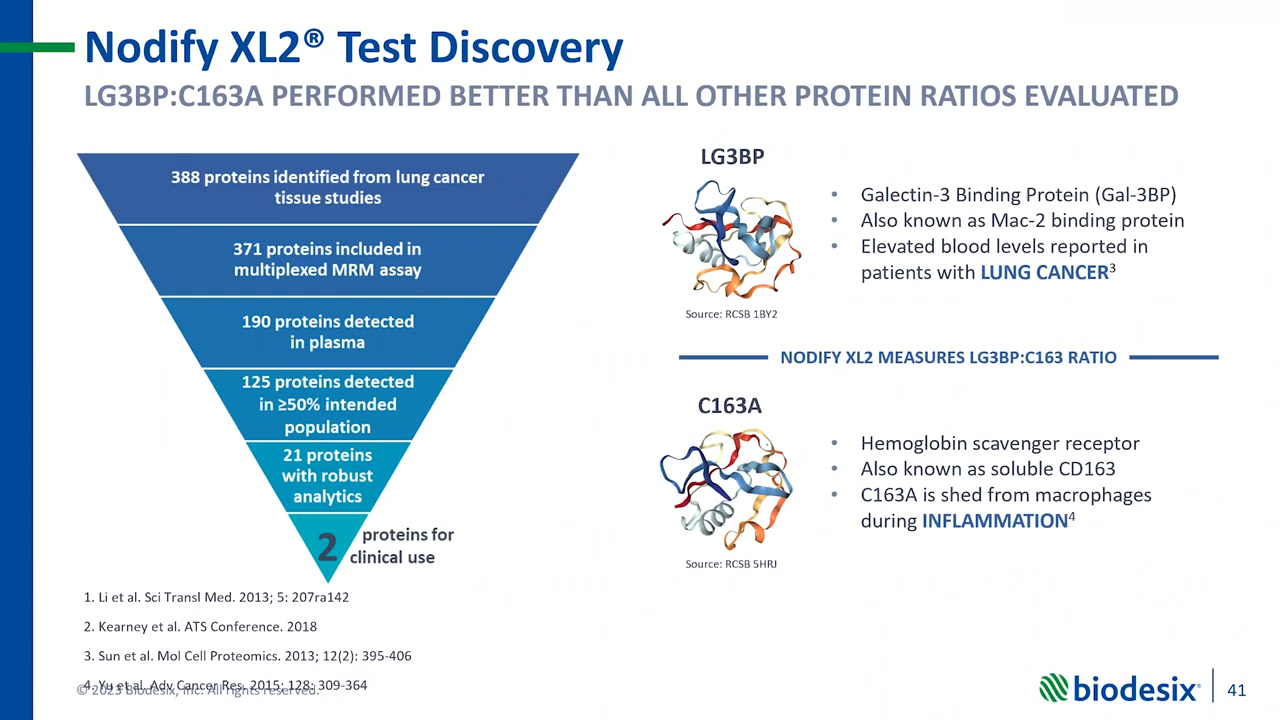 Nodify XL2® Test Discovery
LG3BP:C163A PERFORMED BETTER THAN ALL OTHER PROTEIN RATIOS EVALUATED
388 proteins identified from lung cancer
tissue studies
371 proteins included in
multiplexed MRM assay
190 proteins detected
in plasma
125 proteins detected
in ≥50% intended
population
21 proteins
with robust
analytics
2 proteins for
clinical use
LG3BP
Source: RCSB 1BY2
• Galectin-3 Binding Protein (Gal-3BP)
• Also known as Mac-2 binding protein
• Elevated blood levels reported in
patients with LUNG CANCER³
NODIFY XL2 MEASURES LG3BP:C163 RATIO
C163A
Source: RCSB 5HRJ
• Hemoglobin scavenger receptor
• Also known as soluble CD163
• C163A is shed from macrophages
during INFLAMMATION⁴
1. Li et al. Sci Transl Med. 2013; 5: 207ra142
2. Kearney et al. ATS Conference. 2018
3. Sun et al. Mol Cell Proteomics. 2013; 12(2): 395-406
4. Yu et al. Adv Cancer Res. 2015; 128: 309-364
© 2023 Biodesix, Inc. All rights reserved.
biodesix
41